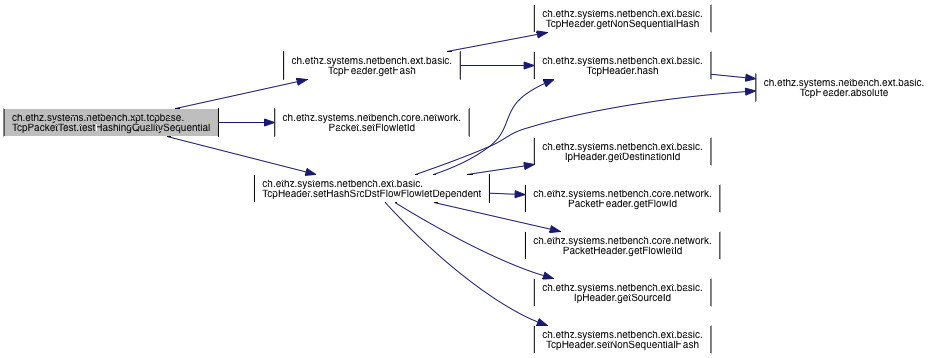 ch.ethz.systems.netbench.ext.basic.
TcpHeader.getNonSequentialHash
ch.ethz.systems.netbench.ext.basic.
TcpHeader.getHash
ch.ethz.systems.netbench.ext.basic.
TcpHeader.hash
ch.ethz.systems.netbench.ext.basic.
TcpHeader.absolute
ch.ethz.systems.netbench.xpt.tcpbase.
TcpPacketTest.testHashingQualitySequential
ch.ethz.systems.netbench.core.network.
Packet.setFlowletId
ch.ethz.systems.netbench.ext.basic.
IpHeader.getDestinationId
ch.ethz.systems.netbench.ext.basic.
TcpHeader.setHashSrcDstFlowFlowletDependent
ch.ethz.systems.netbench.core.network.
PacketHeader.getFlowId
ch.ethz.systems.netbench.core.network.
PacketHeader.getFlowletId
ch.ethz.systems.netbench.ext.basic.
IpHeader.getSourceId
ch.ethz.systems.netbench.ext.basic.
TcpHeader.setNonSequentialHash